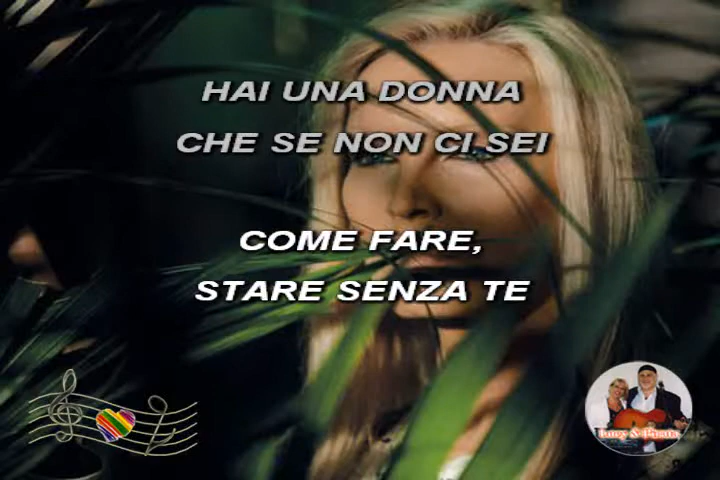 HAI UNA DONNA
CHE SE NON CI SEI
COME FARE,
STARE SENZA TE